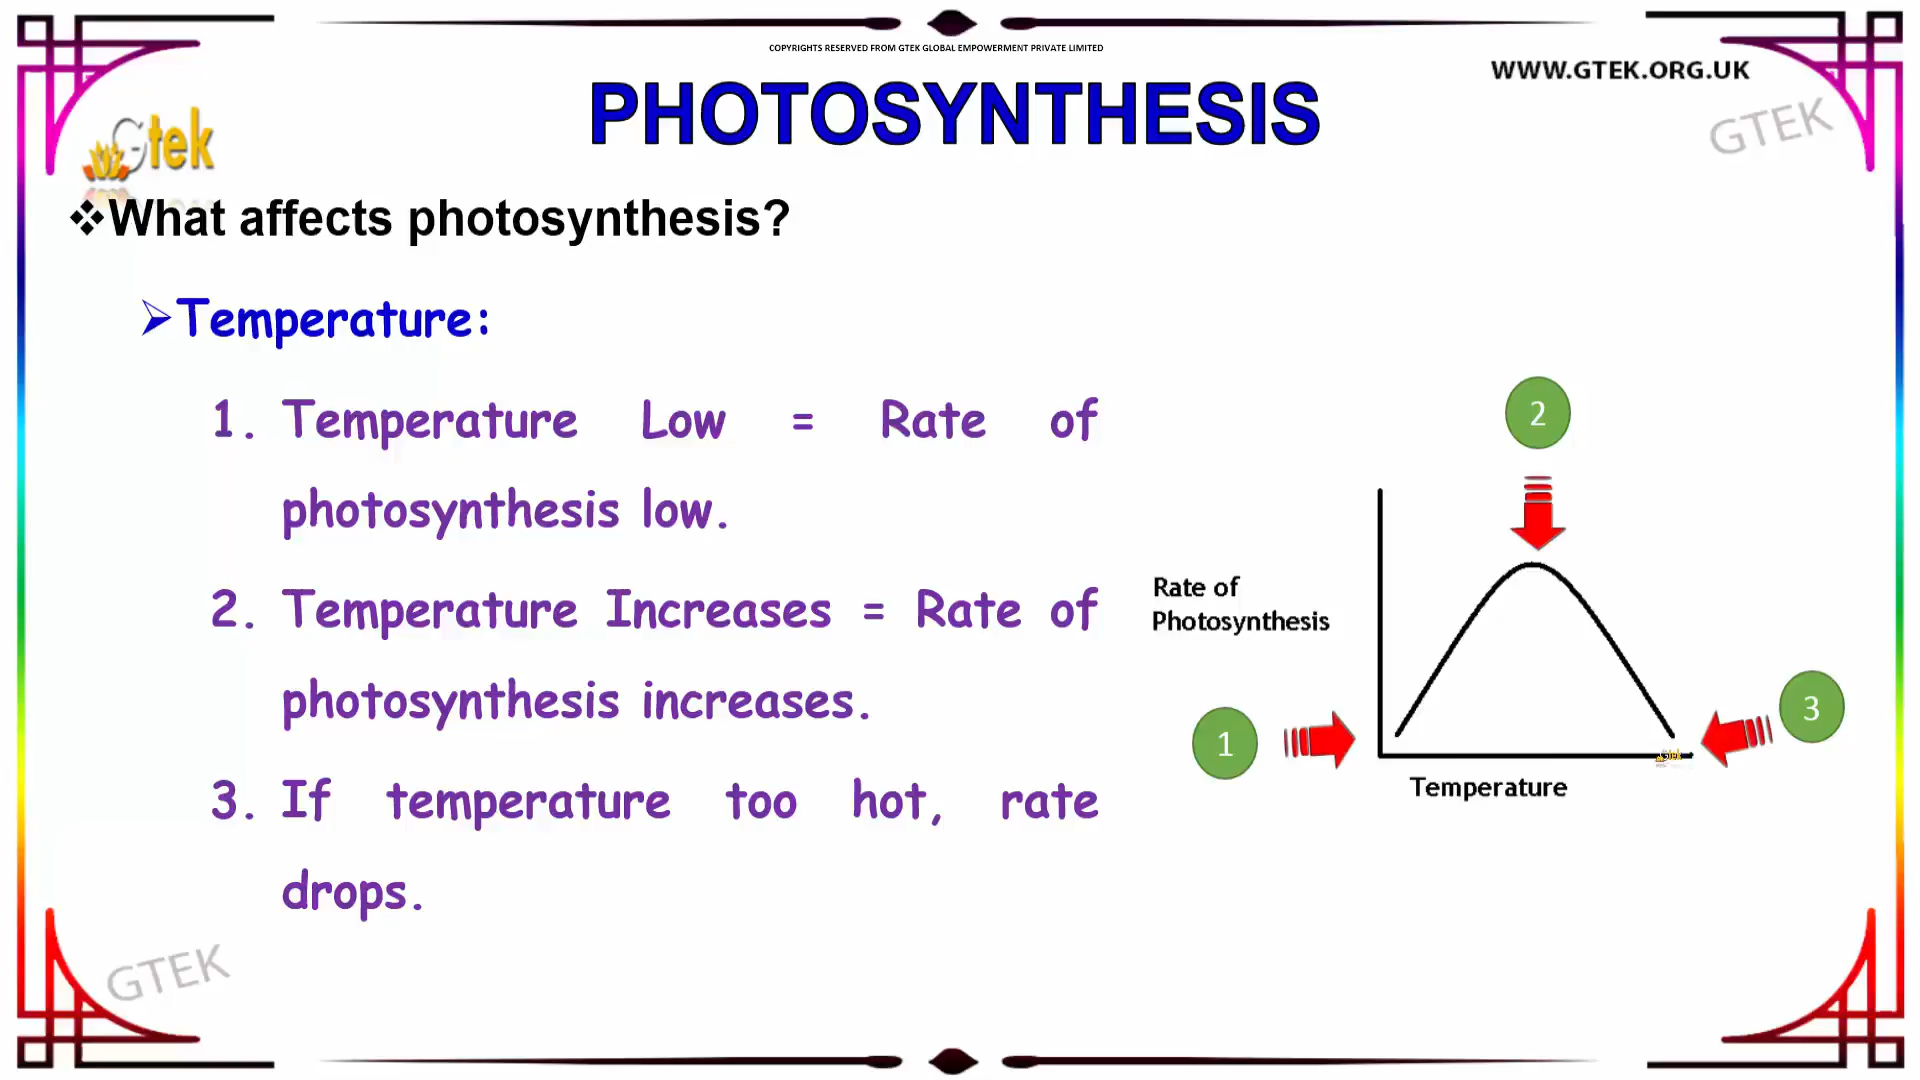 COPYRIGHTS RESERVED FROM GTEK GLOBAL EMPOWERMENT PRIVATE LIMITED
WWW.GTEK.ORG.UK
PHOTOSYNTHESIS
GTEK
Gtek
What affects photosynthesis?
Temperature:
1. Temperature Low = Rate of
photosynthesis low.
2. Temperature Increases = Rate of
photosynthesis increases.
3. If temperature too hot, rate
drops.
2
Rate of
Photosynthesis
1
3
Gtek
Temperature
GTEK